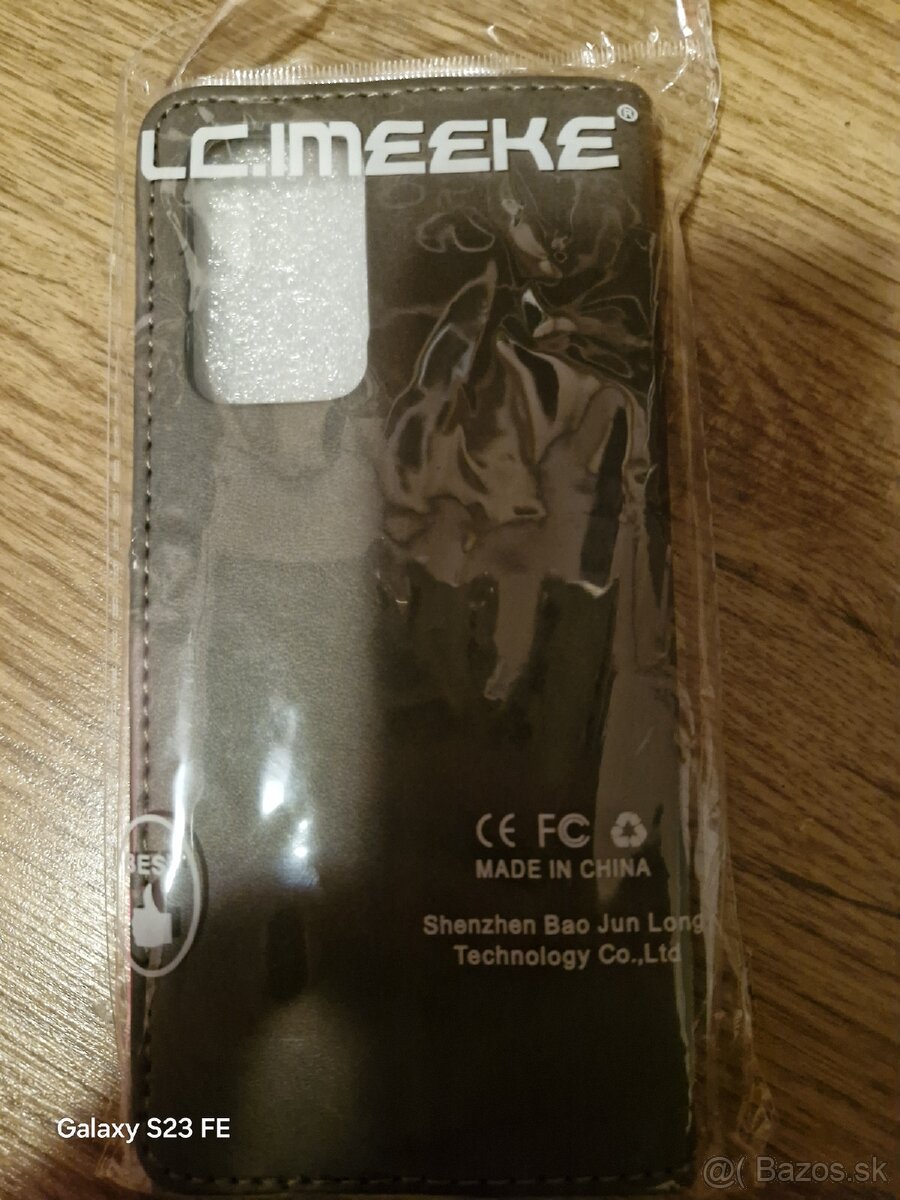 LC.IMEEKE®
BEST
CE FC
MADE IN CHINA
Shenzhen Bao Jun Long
Technology Co.,Ltd
Galaxy S23 FE
@( Bazos.sk